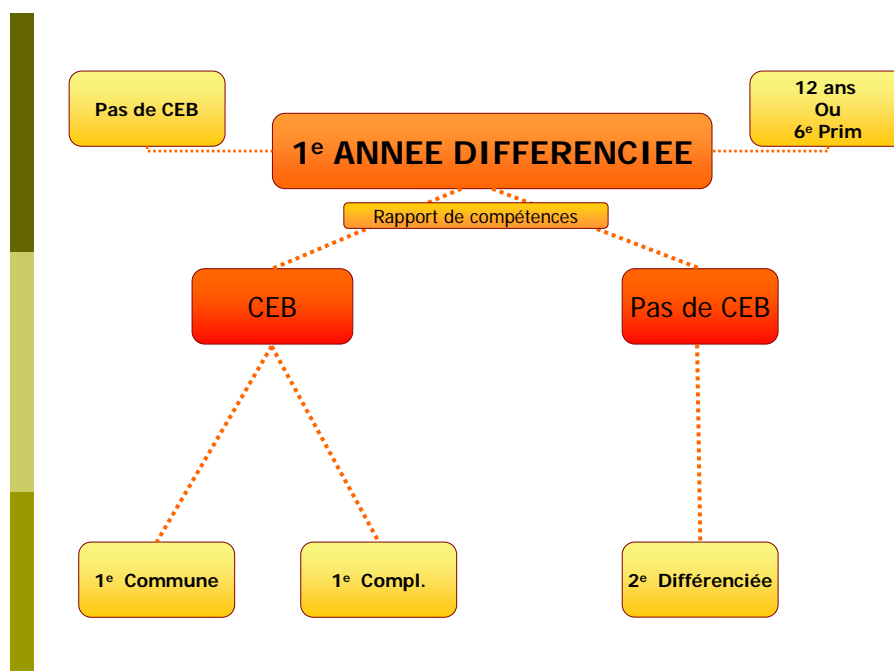 Pas de CEB
12 ans
Ou
6e Prim
1e ANNEE DIFFERENCIEE
Rapport de compétences
CEB
Pas de CEB
1e Commune
1e Compl.
2e Différenciée